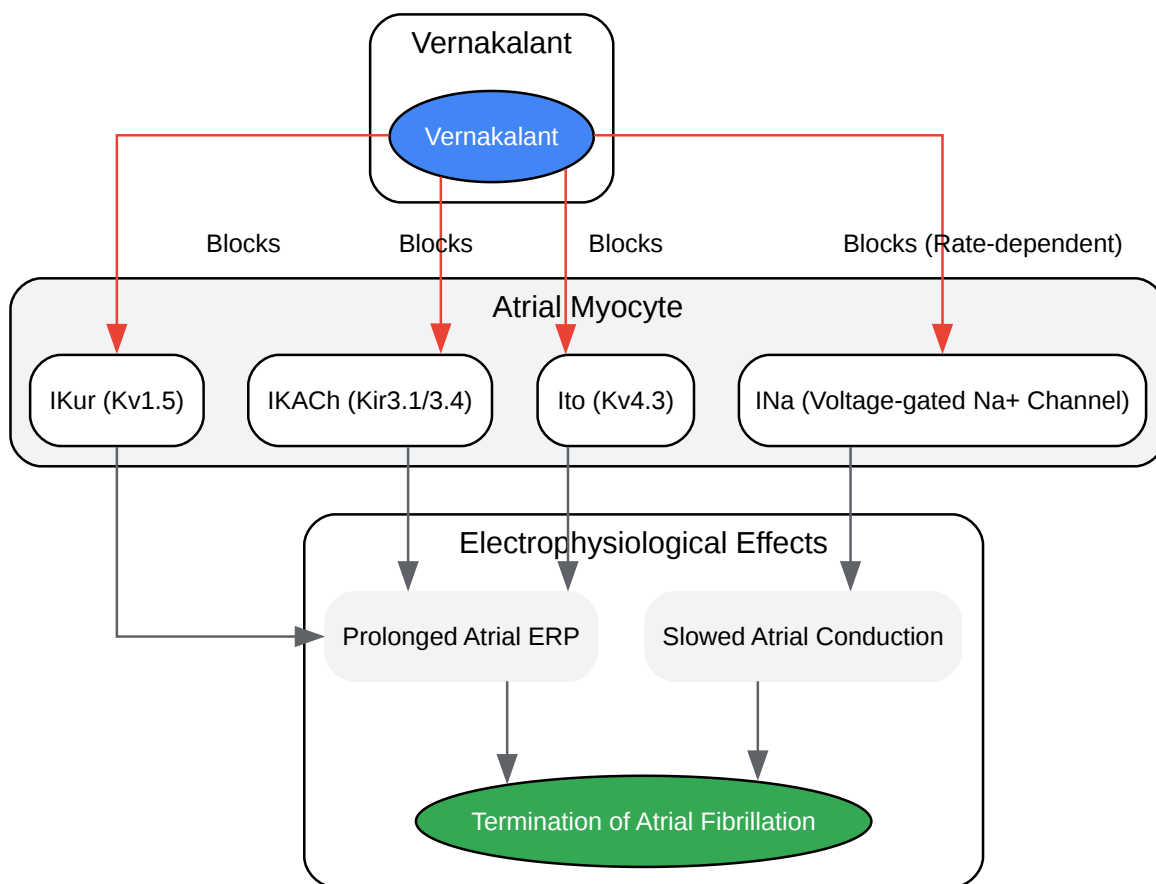 Vernakalant
Vernakalant
Blocks
Blocks
Blocks
Blocks (Rate-dependent)
Atrial Myocyte
IKur (Kv1.5)
IKACh (Kir3.1/3.4)
Ito (Kv4.3)
INa (Voltage-gated Na+ Channel)
Electrophysiological Effects
Prolonged Atrial ERP
Slowed Atrial Conduction
Termination of Atrial Fibrillation